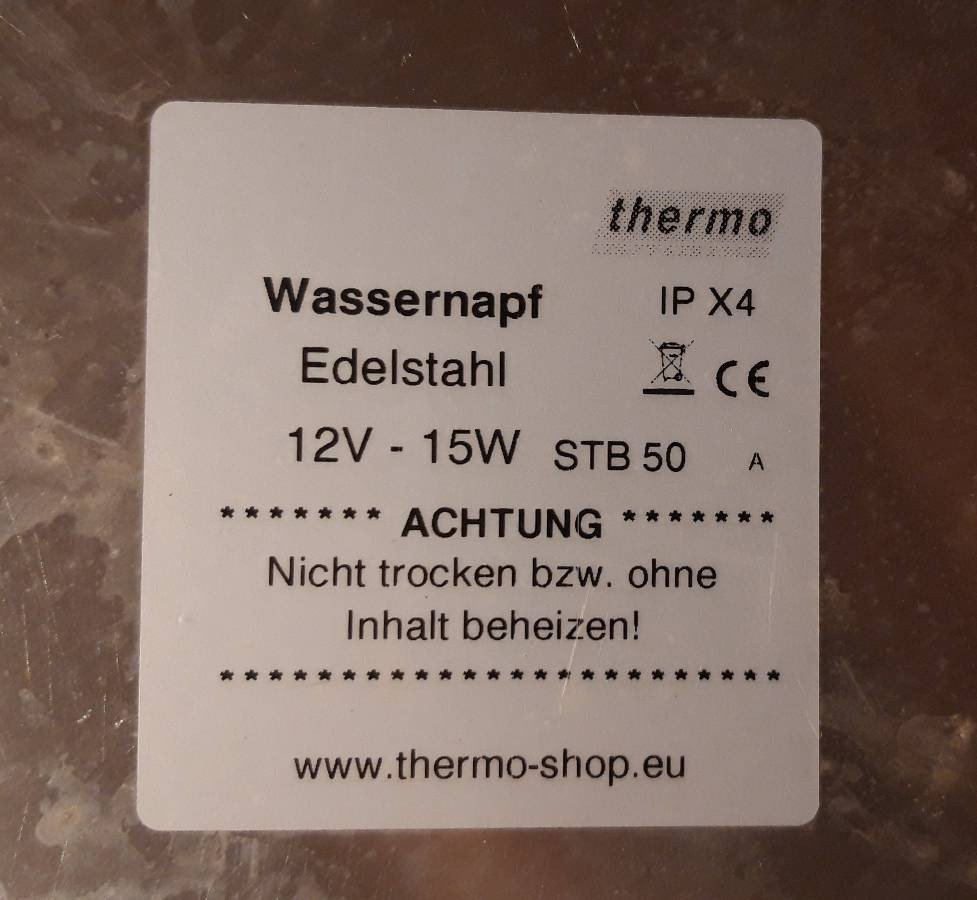 thermo
Wassernapf IP X4
Edelstahl CE
12V - 15W STB 50 A
******* ACHTUNG *******
Nicht trocken bzw. ohne
Inhalt beheizen!
************************
www.thermo-shop.eu